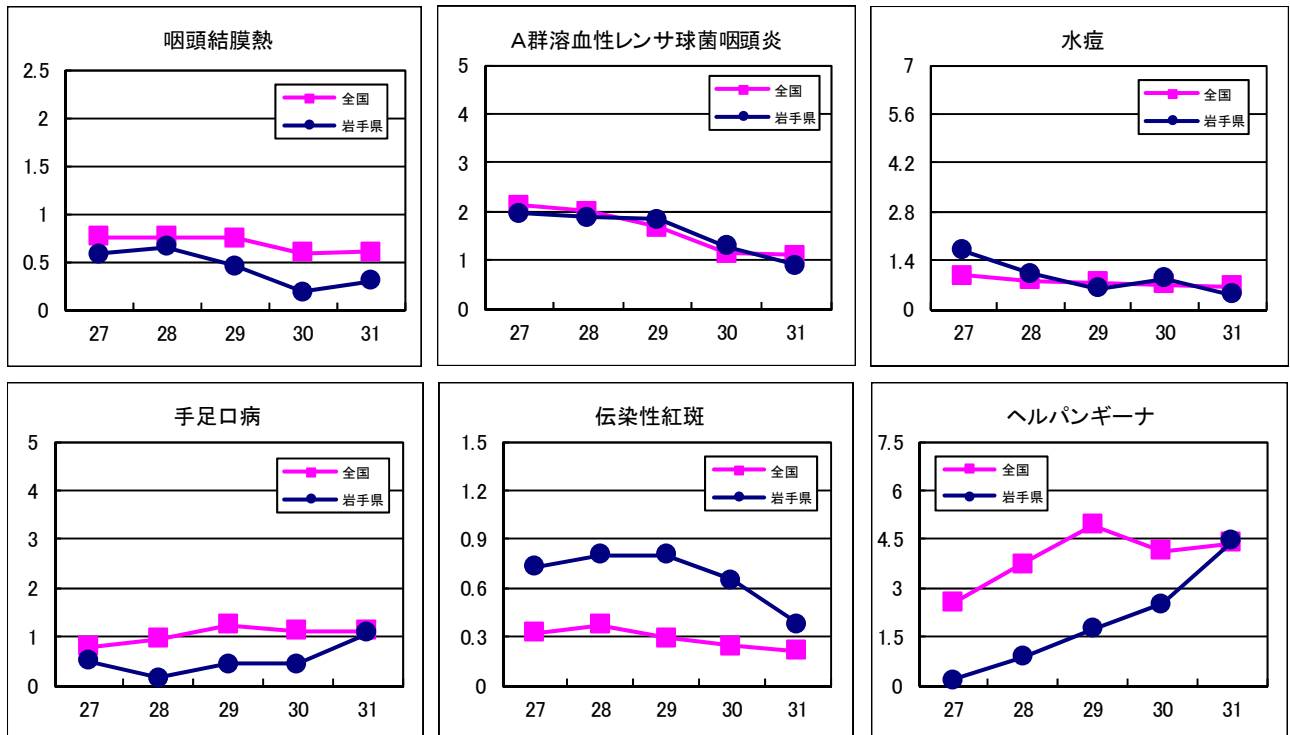 咽頭結膜熱
2.5
2
1.5
1
0.5
0
27 28 29 30 31
全国
岩手県
A群溶血性レンサ球菌咽頭炎
5
4
3
2
1
0
27 28 29 30 31
全国
岩手県
水痘
7
5.6
4.2
2.8
1.4
0
27 28 29 30 31
全国
岩手県
手足口病
5
4
3
2
1
0
27 28 29 30 31
全国
岩手県
伝染性紅斑
1.5
1.2
0.9
0.6
0.3
0
27 28 29 30 31
全国
岩手県
ヘルパンギーナ
7.5
6
4.5
3
1.5
0
27 28 29 30 31
全国
岩手県